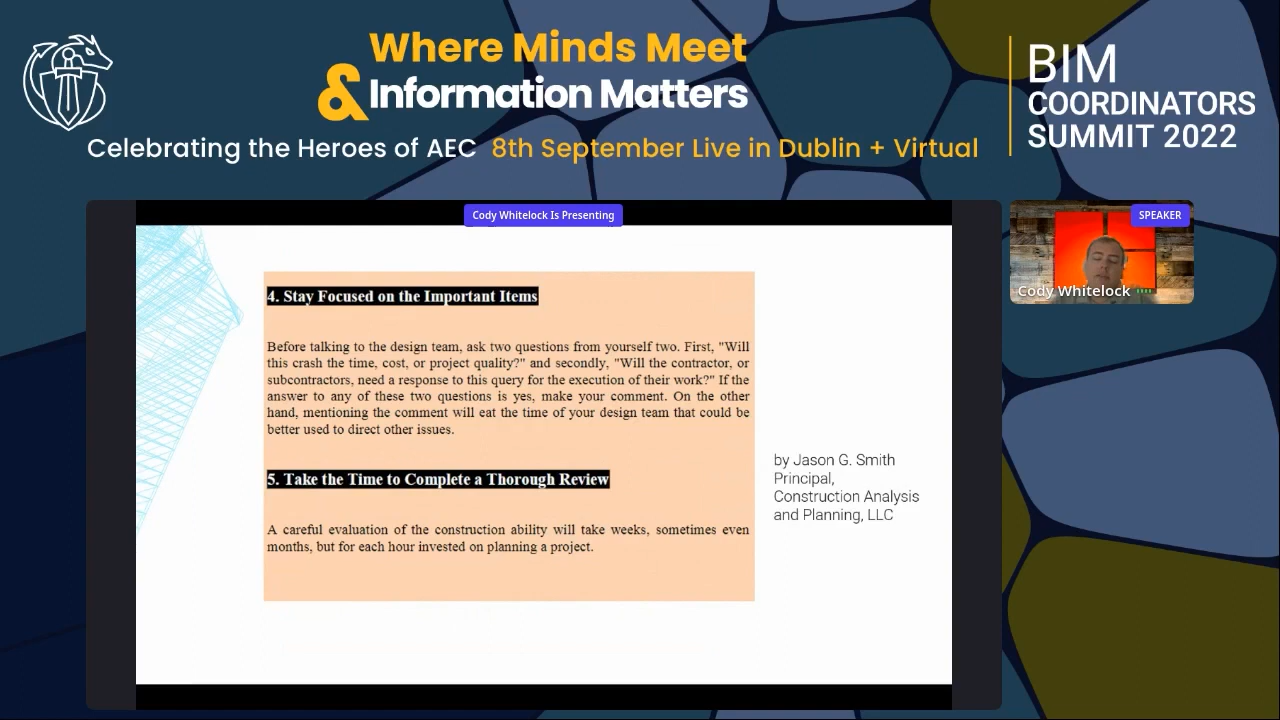 Where Minds Meet
& Information Matters
Celebrating the Heroes of AEC 8th September Live in Dublin + Virtual
BIM
COORDINATORS
SUMMIT 2022
Cody Whitelock Is Presenting
SPEAKER
Cody Whitelock
4. Stay Focused on the Important Items
Before talking to the design team, ask two questions from yourself two. First, "Will
this crash the time, cost, or project quality?" and secondly, "Will the contractor, or
subcontractors, need a response to this query for the execution of their work?" If the
answer to any of these two questions is yes, make your comment. On the other
hand, mentioning the comment will eat the time of your design team that could be
better used to direct other issues.
5. Take the Time to Complete a Thorough Review
A careful evaluation of the construction ability will take weeks, sometimes even
months, but for each hour invested on planning a project.
by Jason G. Smith
Principal,
Construction Analysis
and Planning, LLC